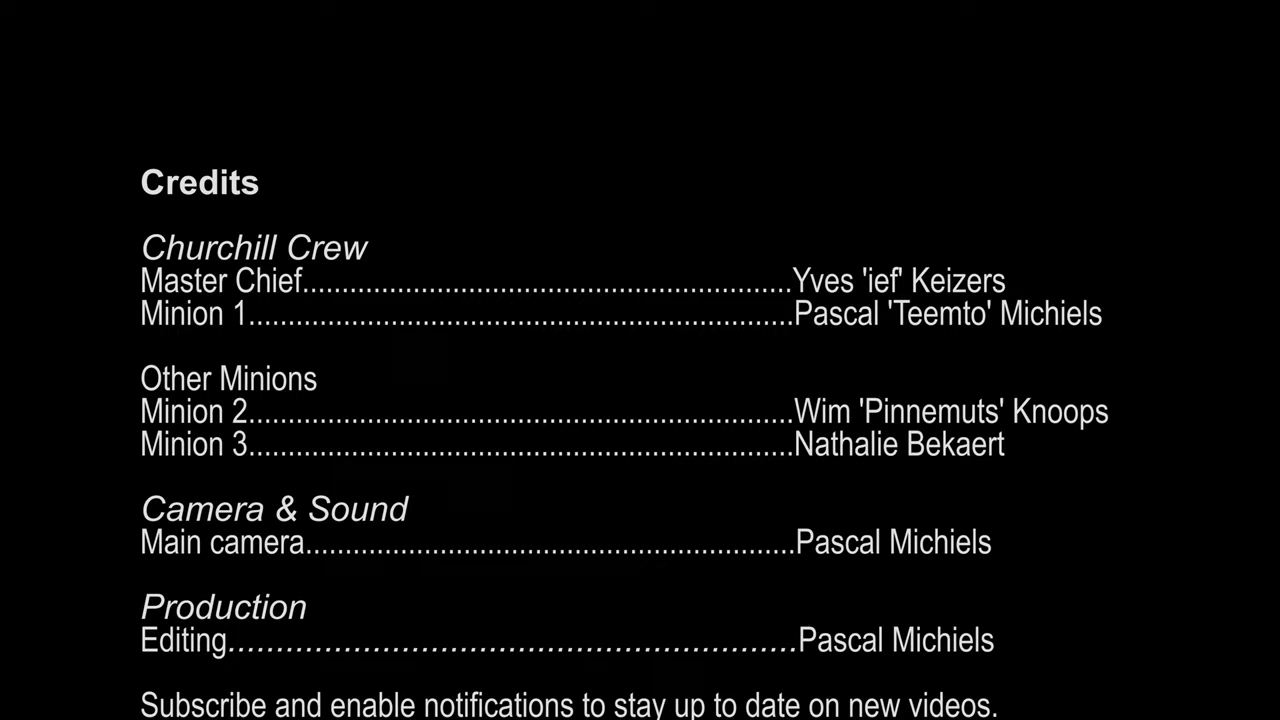 Credits
Churchill Crew
Master Chief..............................................................Yves 'ief' Keizers
Minion 1.....................................................................Pascal 'Teemto' Michiels
Other Minions
Minion 2.....................................................................Wim 'Pinnemuts' Knoops
Minion 3.....................................................................Nathalie Bekaert
Camera & Sound
Main camera..............................................................Pascal Michiels
Production
Editing..............................................Pascal Michiels
Subscribe and enable notifications to stay up to date on new videos.